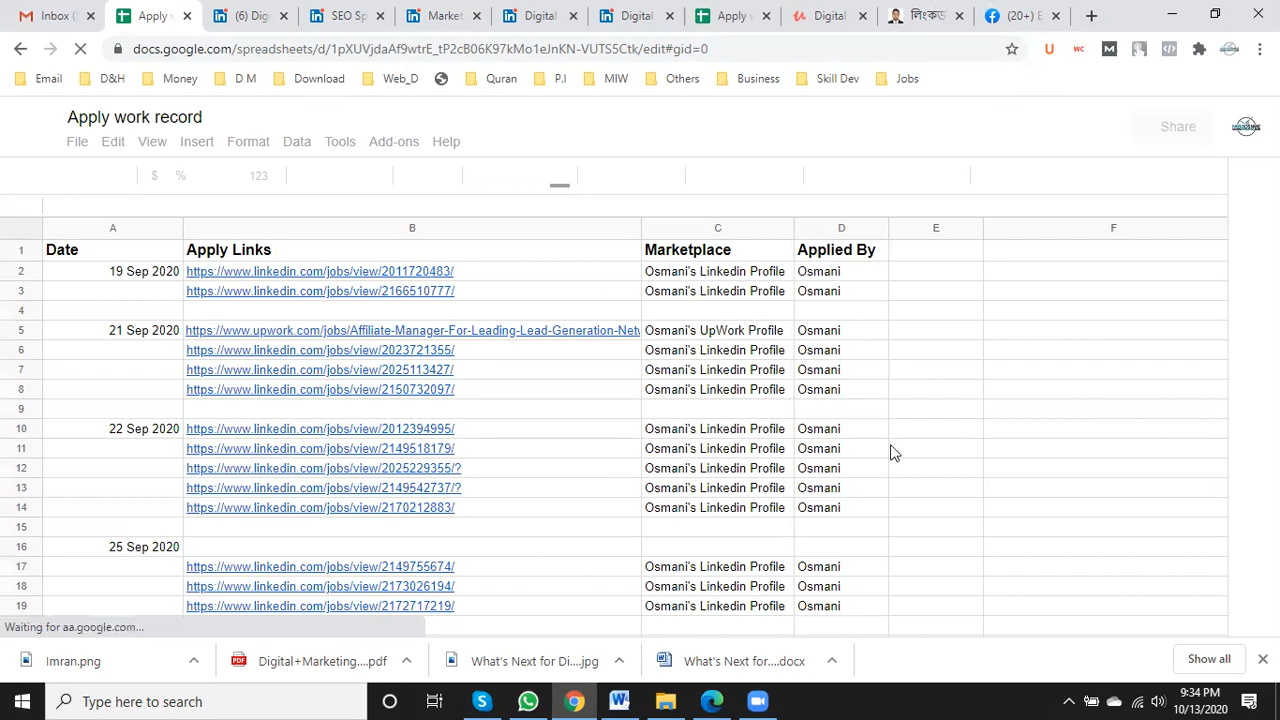 Inbox (
Apply w
(6) Dig
SEO Sp
Market
Digital
Digital
Apply w
Digital
লিংকড
(20+) E
docs.google.com/spreadsheets/d/1pXUVjdaAf9wtrE_tP2cB06K97kMo1eJnKN-VUTS5Ctk/edit#gid=0
Email D&H Money D M Download Web_D Quran P.I MIW Others Business Skill Dev Jobs
Apply work record
Share
File Edit View Insert Format Data Tools Add-ons Help
$ % 123
A B C D E F
1 Date Apply Links Marketplace Applied By
2 19 Sep 2020 https://www.linkedin.com/jobs/view/2011720483/ Osmani's Linkedin Profile Osmani
3 https://www.linkedin.com/jobs/view/2166510777/ Osmani's Linkedin Profile Osmani
4
5 21 Sep 2020 https://www.upwork.com/jobs/Affiliate-Manager-For-Leading-Lead-Generation-Netw Osmani's UpWork Profile Osmani
6 https://www.linkedin.com/jobs/view/2023721355/ Osmani's Linkedin Profile Osmani
7 https://www.linkedin.com/jobs/view/2025113427/ Osmani's Linkedin Profile Osmani
8 https://www.linkedin.com/jobs/view/2150732097/ Osmani's Linkedin Profile Osmani
9
10 22 Sep 2020 https://www.linkedin.com/jobs/view/2012394995/ Osmani's Linkedin Profile Osmani
11 https://www.linkedin.com/jobs/view/2149518179/ Osmani's Linkedin Profile Osmani
12 https://www.linkedin.com/jobs/view/2025229355/? Osmani's Linkedin Profile Osmani
13 https://www.linkedin.com/jobs/view/2149542737/? Osmani's Linkedin Profile Osmani
14 https://www.linkedin.com/jobs/view/2170212883/ Osmani's Linkedin Profile Osmani
15
16 25 Sep 2020
17 https://www.linkedin.com/jobs/view/2149755674/ Osmani's Linkedin Profile Osmani
18 https://www.linkedin.com/jobs/view/2173026194/ Osmani's Linkedin Profile Osmani
19 https://www.linkedin.com/jobs/view/2172717219/ Osmani's Linkedin Profile Osmani
Waiting for aa.google.com...
Imran.png
PDF Digital+Marketing....pdf
What's Next for Di....jpg
What's Next for....docx
Show all
Type here to search
9:34 PM
10/13/2020